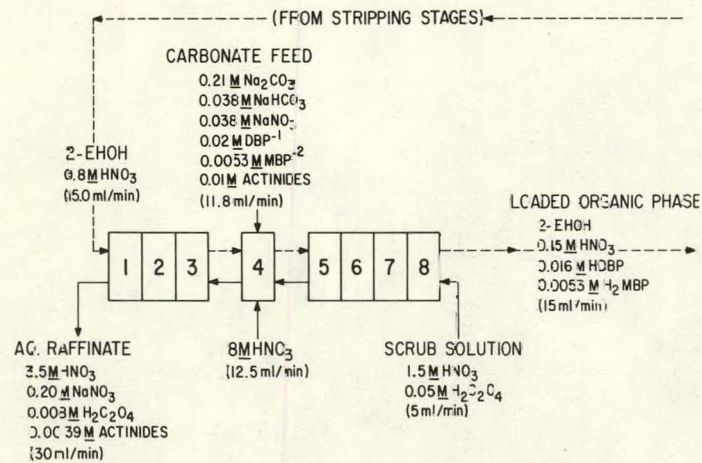 (FROM STRIPPING STAGES)
CARBONATE FEED
0.21 M Na2CO3
0.038 M NaHCO3
0.038 M NaNO3
0.02 M DBP-1
0.0053 M MBP-2
0.01 M ACTINIDES
(11.8 ml/min)
2-EHOH
0.8 M HNO3
(15.0 ml/min)
LOADED ORGANIC PHASE
2-EHOH
0.15 M HNO3
0.016 M HDBP
0.0053 M H2MBP
(15 ml/min)
1 2 3 4 5 6 7 8
AQ. RAFFINATE
3.5 M HNO3
0.20 M NaNO3
0.008 M H2C2O4
0.0039 M ACTINIDES
(30 ml/min)
8 M HNO3
(12.5 ml/min)
SCRUB SOLUTION
1.5 M HNO3
0.05 M H2C2O4
(5 ml/min)